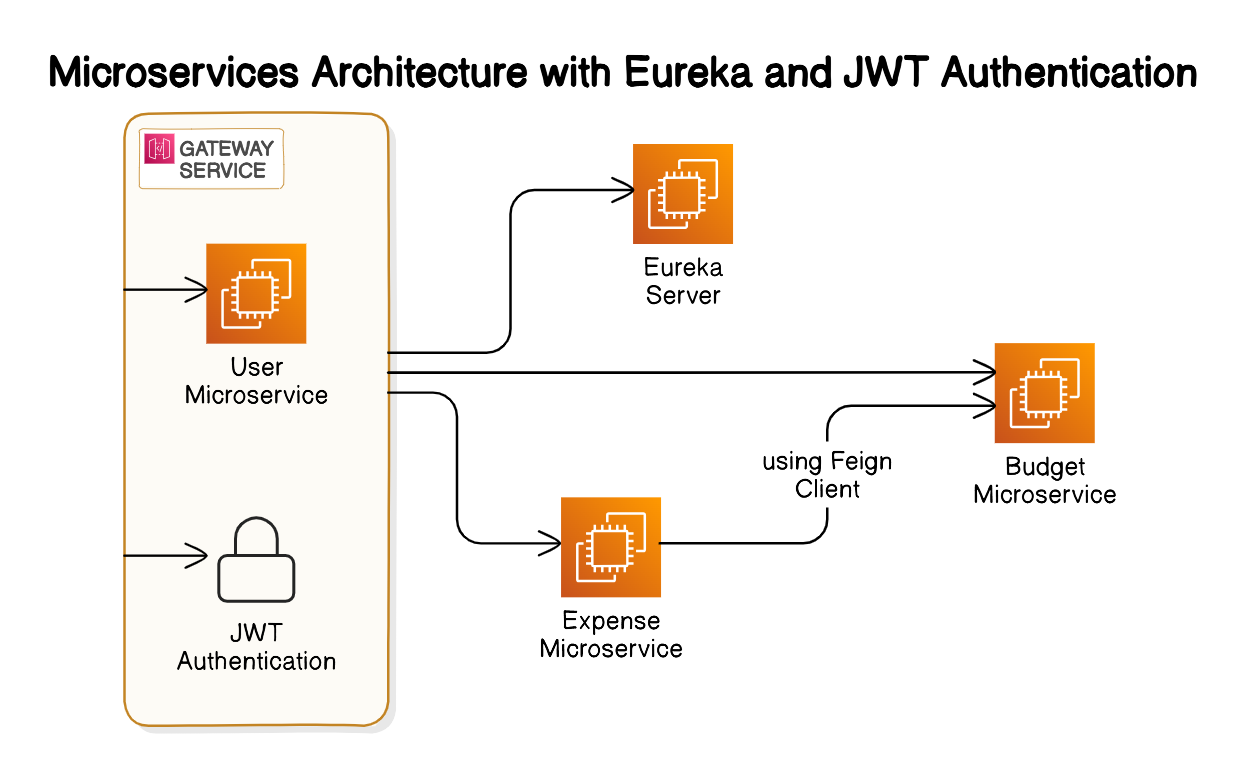 Microservices Architecture with Eureka and JWT Authentication
GATEWAY
SERVICE
User
Microservice
JWT
Authentication
Eureka
Server
using Feign
Client
Budget
Microservice
Expense
Microservice